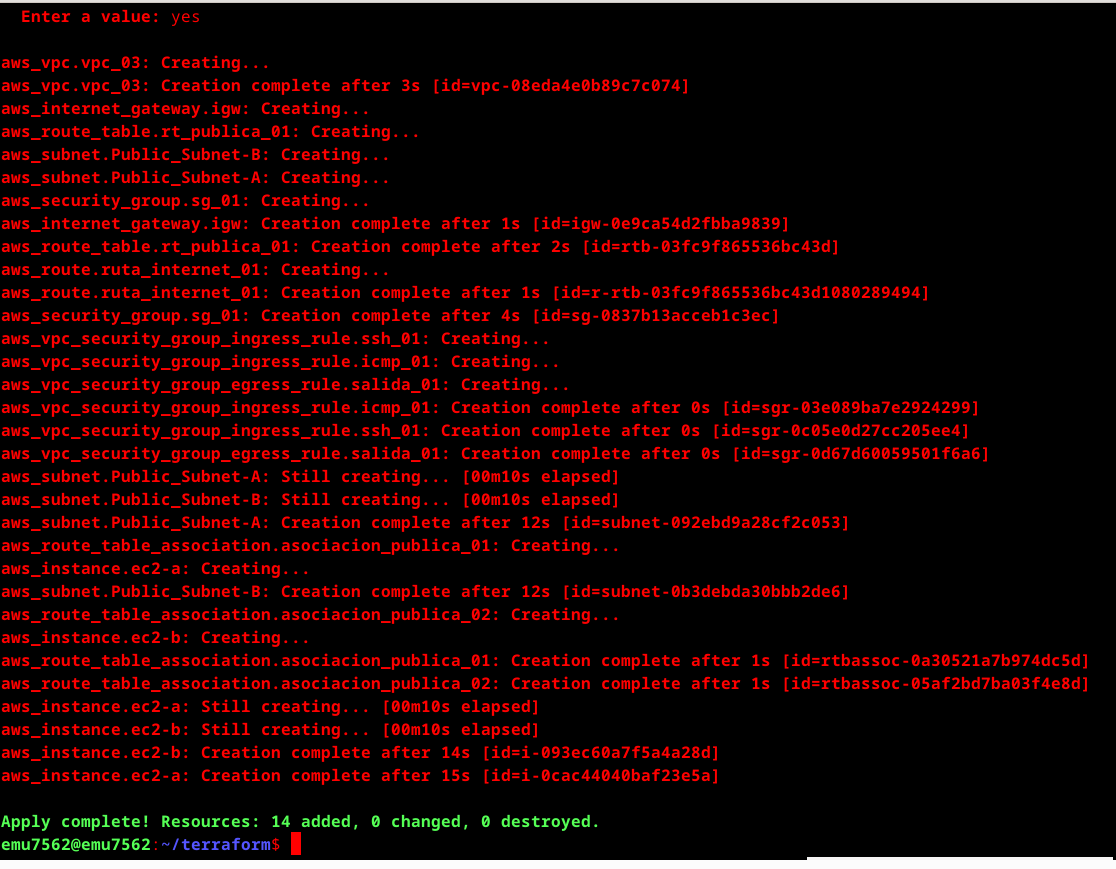 Enter a value: yes
aws_vpc.vpc_03: Creating...
aws_vpc.vpc_03: Creation complete after 3s [id=vpc-08eda4e0b89c7c074]
aws_internet_gateway.igw: Creating...
aws_route_table.rt_publica_01: Creating...
aws_subnet.Public_Subnet-B: Creating...
aws_subnet.Public_Subnet-A: Creating...
aws_security_group.sg_01: Creating...
aws_internet_gateway.igw: Creation complete after 1s [id=igw-0e9ca54d2fbba9839]
aws_route_table.rt_publica_01: Creation complete after 2s [id=rtb-03fc9f865536bc43d]
aws_route.ruta_internet_01: Creating...
aws_route.ruta_internet_01: Creation complete after 1s [id=r-rtb-03fc9f865536bc43d1080289494]
aws_security_group.sg_01: Creation complete after 4s [id=sg-0837b13acceb1c3ec]
aws_vpc_security_group_ingress_rule.ssh_01: Creating...
aws_vpc_security_group_ingress_rule.icmp_01: Creating...
aws_vpc_security_group_egress_rule.salida_01: Creating...
aws_vpc_security_group_ingress_rule.icmp_01: Creation complete after 0s [id=sgr-03e089ba7e2924299]
aws_vpc_security_group_ingress_rule.ssh_01: Creation complete after 0s [id=sgr-0c05e0d27cc205ee4]
aws_vpc_security_group_egress_rule.salida_01: Creation complete after 0s [id=sgr-0d67d60059501f6a6]
aws_subnet.Public_Subnet-A: Still creating... [00m10s elapsed]
aws_subnet.Public_Subnet-B: Still creating... [00m10s elapsed]
aws_subnet.Public_Subnet-A: Creation complete after 12s [id=subnet-092ebd9a28cf2c053]
aws_route_table_association.asociacion_publica_01: Creating...
aws_instance.ec2-a: Creating...
aws_subnet.Public_Subnet-B: Creation complete after 12s [id=subnet-0b3debda30bbb2de6]
aws_route_table_association.asociacion_publica_02: Creating...
aws_instance.ec2-b: Creating...
aws_route_table_association.asociacion_publica_01: Creation complete after 1s [id=rtbassoc-0a30521a7b974dc5d]
aws_route_table_association.asociacion_publica_02: Creation complete after 1s [id=rtbassoc-05af2bd7ba03f4e8d]
aws_instance.ec2-a: Still creating... [00m10s elapsed]
aws_instance.ec2-b: Still creating... [00m10s elapsed]
aws_instance.ec2-b: Creation complete after 14s [id=i-093ec60a7f5a4a28d]
aws_instance.ec2-a: Creation complete after 15s [id=i-0cac44040baf23e5a]
Apply complete! Resources: 14 added, 0 changed, 0 destroyed.
emu7562@emu7562:~/terraform$